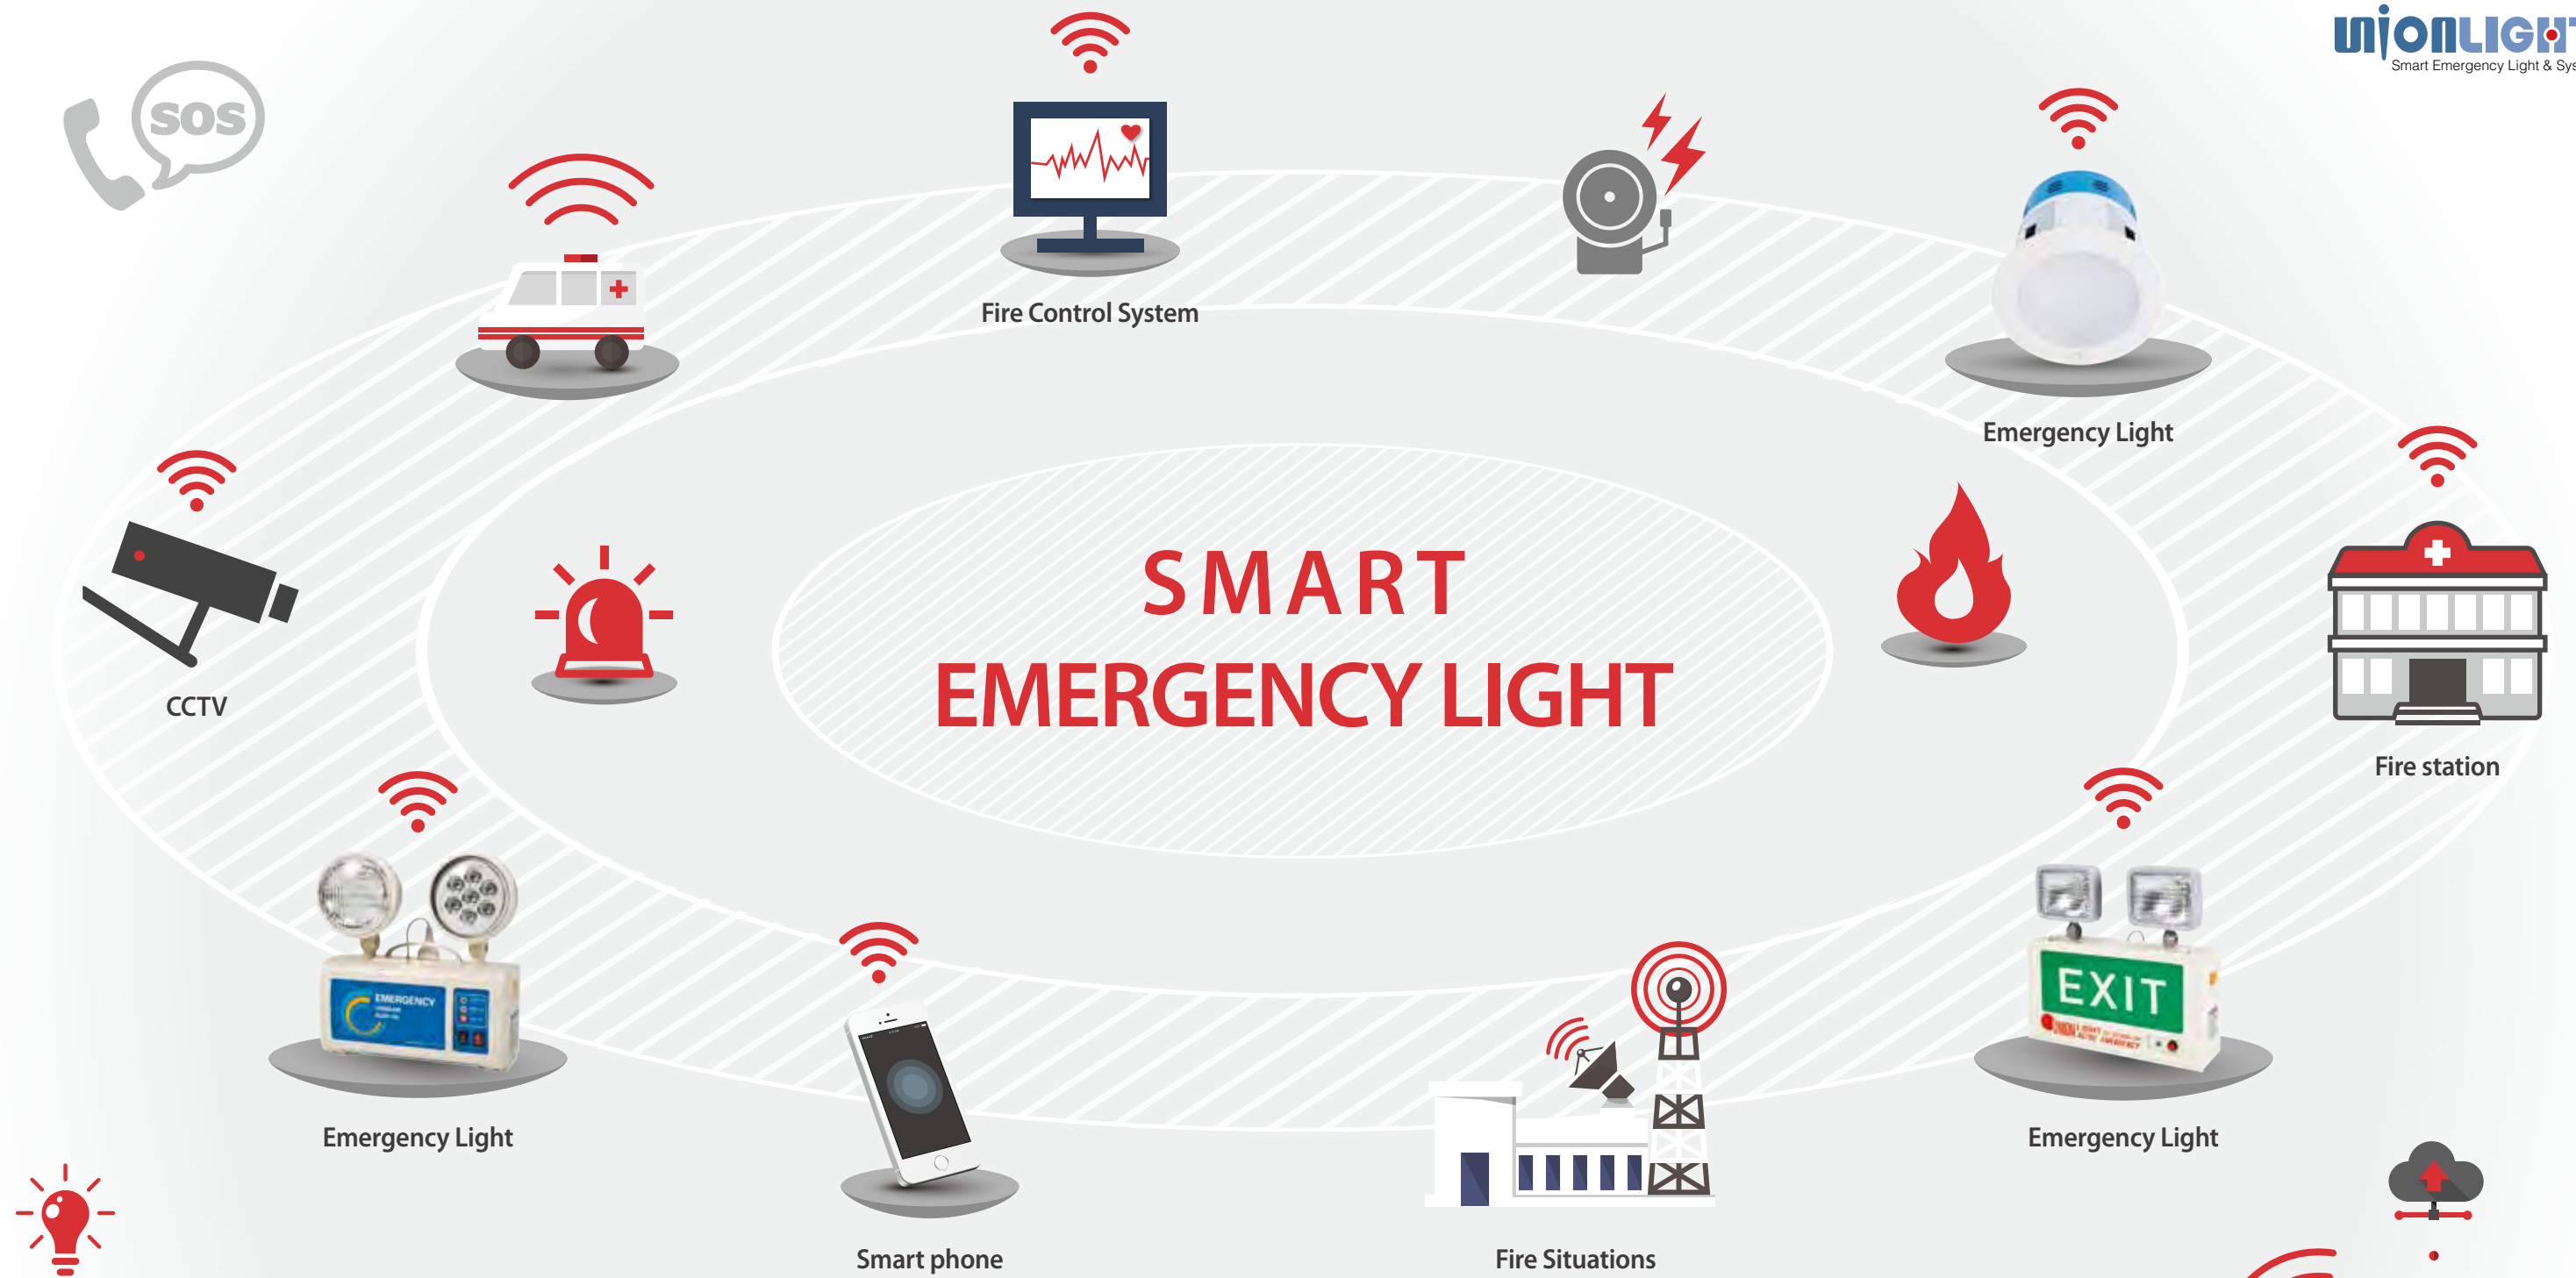 UNIONLIGHT
Smart Emergency Light & Sys
SOS
Fire Control System
Emergency Light
SMART
EMERGENCY LIGHT
CCTV
Fire station
EMERGENCY
EXIT
Emergency Light
Emergency Light
Smart phone
Fire Situations